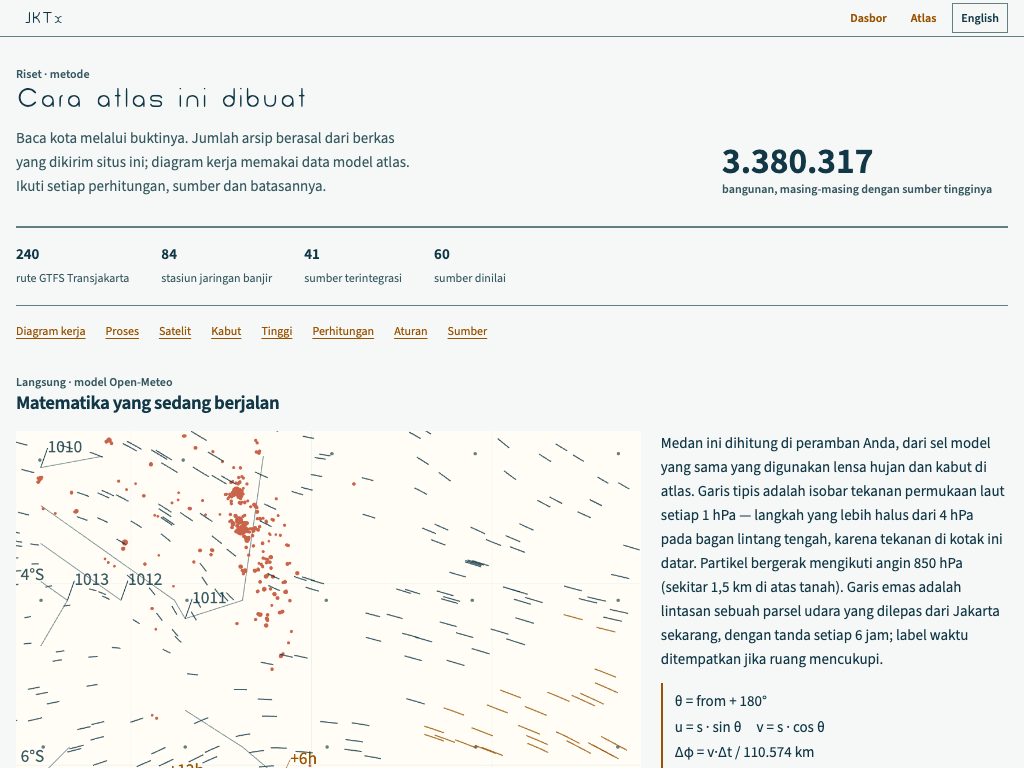 JKTx
Dasbor
Atlas
English
Riset · metode
Cara atlas ini dibuat
Baca kota melalui buktinya. Jumlah arsip berasal dari berkas
yang dikirim situs ini; diagram kerja memakai data model atlas.
Ikuti setiap perhitungan, sumber dan batasannya.
3.380.317
bangunan, masing-masing dengan sumber tingginya
240
rute GTFS Transjakarta
84
stasiun jaringan banjir
41
sumber terintegrasi
60
sumber dinilai
Diagram kerja Proses Satelit Kabut Tinggi Perhitungan Aturan Sumber
Langsung · model Open-Meteo
Matematika yang sedang berjalan
1010
4°S
1013
1012
1011
6°S
+12h
+6h
Medan ini dihitung di peramban Anda, dari sel model
yang sama yang digunakan lensa hujan dan kabut di
atlas. Garis tipis adalah isobar tekanan permukaan laut
setiap 1 hPa — langkah yang lebih halus dari 4 hPa
pada bagan lintang tengah, karena tekanan di kotak ini
datar. Partikel bergerak mengikuti angin 850 hPa
(sekitar 1,5 km di atas tanah). Garis emas adalah
lintasan sebuah parsel udara yang dilepas dari Jakarta
sekarang, dengan tanda setiap 6 jam; label waktu
ditempatkan jika ruang mencukupi.
θ = from + 180°
u = s · sin θ v = s · cos θ
Δφ = v·Δt / 110.574 km